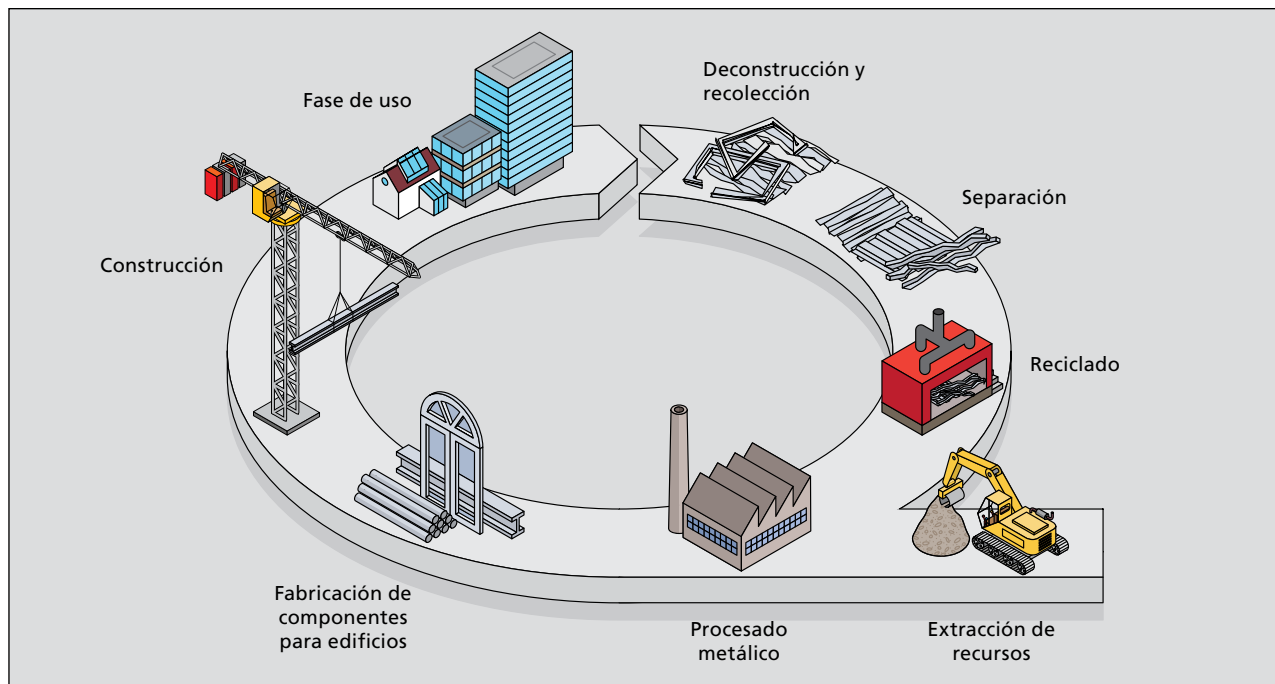 Deconstrucción y
recolección
Fase de uso
Separación
Construcción
Reciclado
Fabricación de
componentes
para edificios
Procesado
metálico
Extracción de
recursos